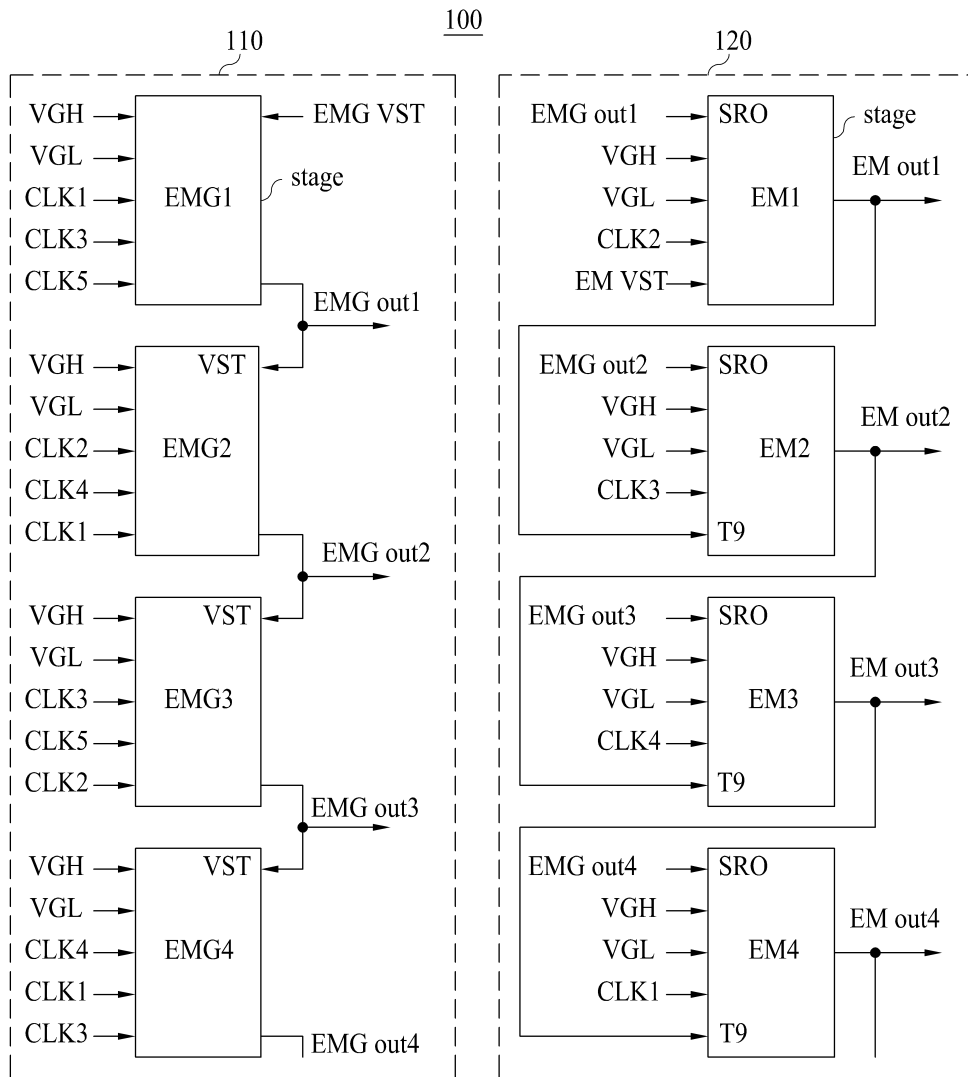 100
110
VGH
EMG VST
VGL
stage
CLK1
EMG1
CLK3
CLK5
EMG out1
VGH
VST
VGL
CLK2
EMG2
CLK4
CLK1
EMG out2
VGH
VST
VGL
CLK3
EMG3
CLK5
CLK2
EMG out3
VGH
VST
VGL
CLK4
EMG4
CLK1
CLK3
EMG out4
120
EMG out1
SRO
stage
VGH
EM out1
VGL
EM1
CLK2
EM VST
EMG out2
SRO
VGH
EM out2
VGL
EM2
CLK3
T9
EMG out3
SRO
VGH
EM out3
VGL
EM3
CLK4
T9
EMG out4
SRO
VGH
EM out4
VGL
EM4
CLK1
T9